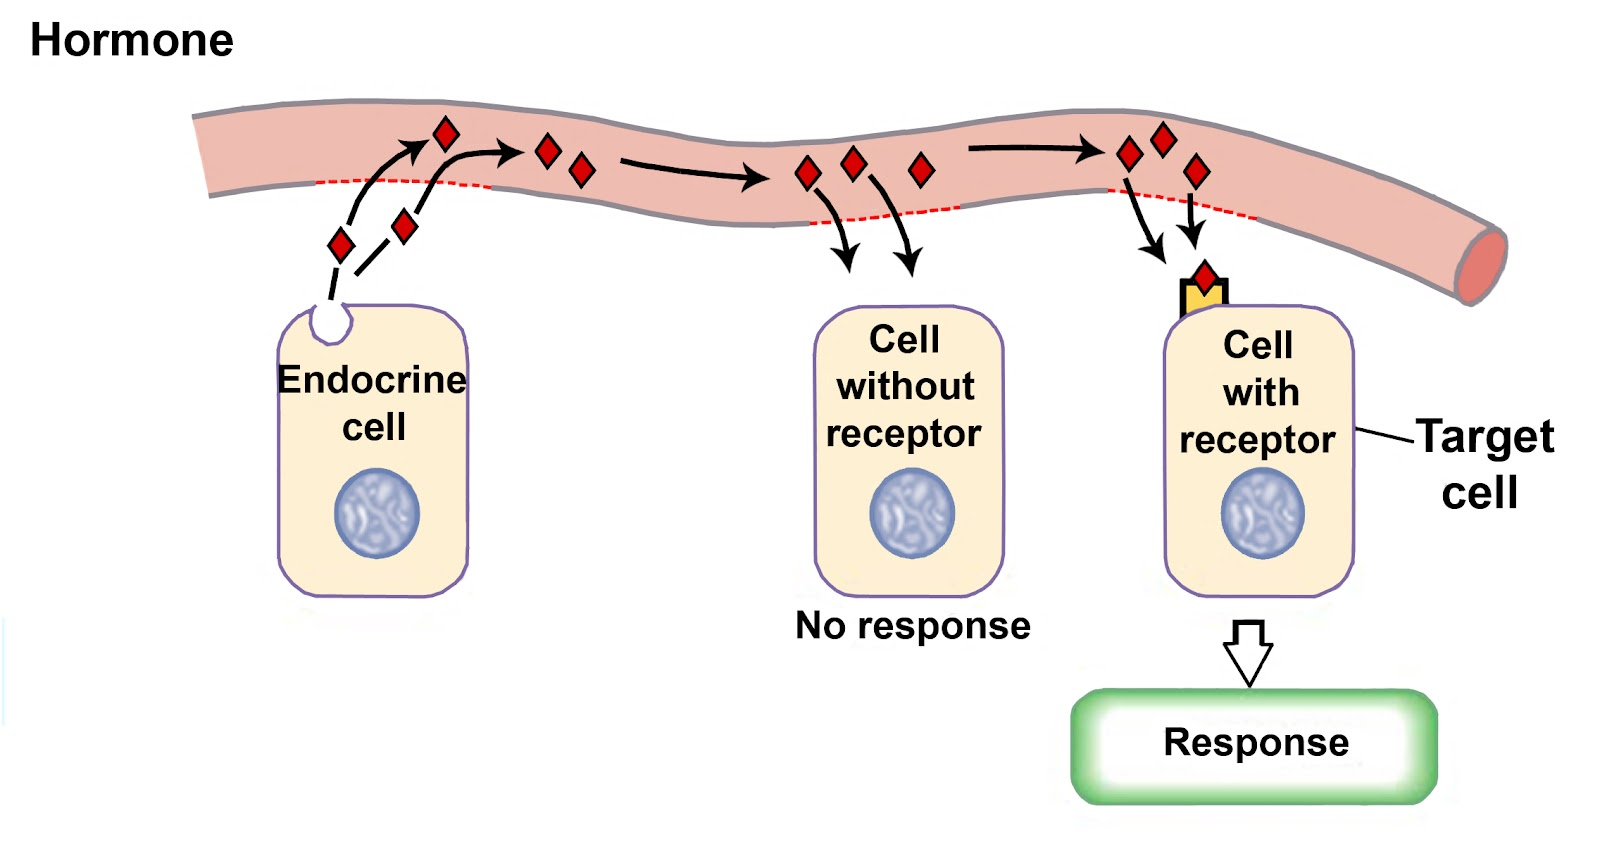 Hormone
Endocrine
cell
Cell
without
receptor
No response
Cell
with
receptor
Target
cell
Response